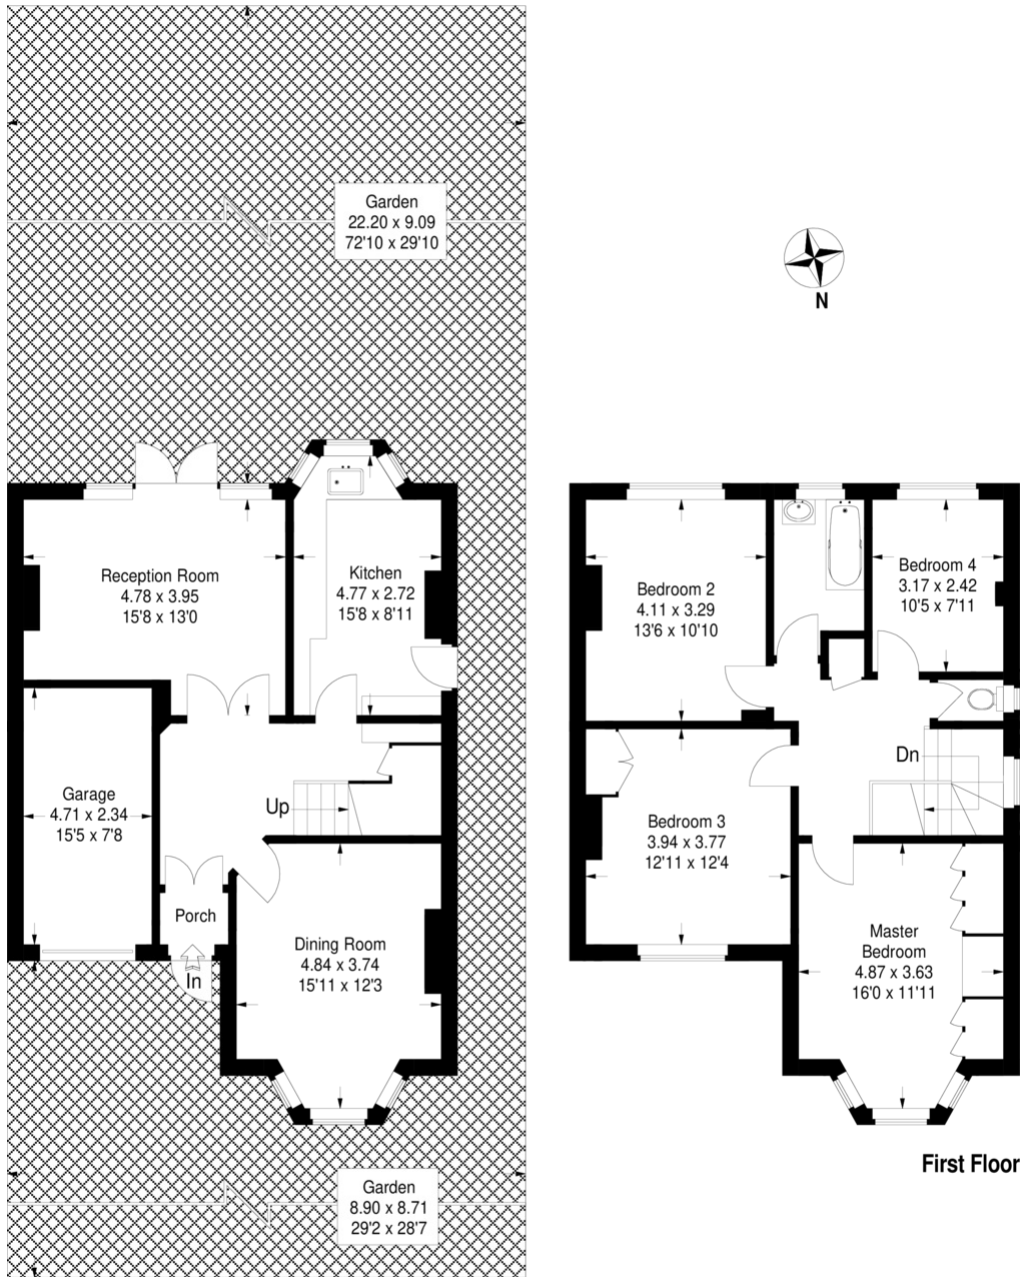 Garden
22.20 x 9.09
72'10 x 29'10
N
Reception Room
4.78 x 3.95
15'8 x 13'0
Kitchen
4.77 x 2.72
15'8 x 8'11
Garage
4.71 x 2.34
15'5 x 7'8
Up
Porch
In
Dining Room
4.84 x 3.74
15'11 x 12'3
Garden
8.90 x 8.71
29'2 x 28'7
Bedroom 2
4.11 x 3.29
13'6 x 10'10
Bedroom 4
3.17 x 2.42
10'5 x 7'11
Dn
Bedroom 3
3.94 x 3.77
12'11 x 12'4
Master
Bedroom
4.87 x 3.63
16'0 x 11'11
First Floor